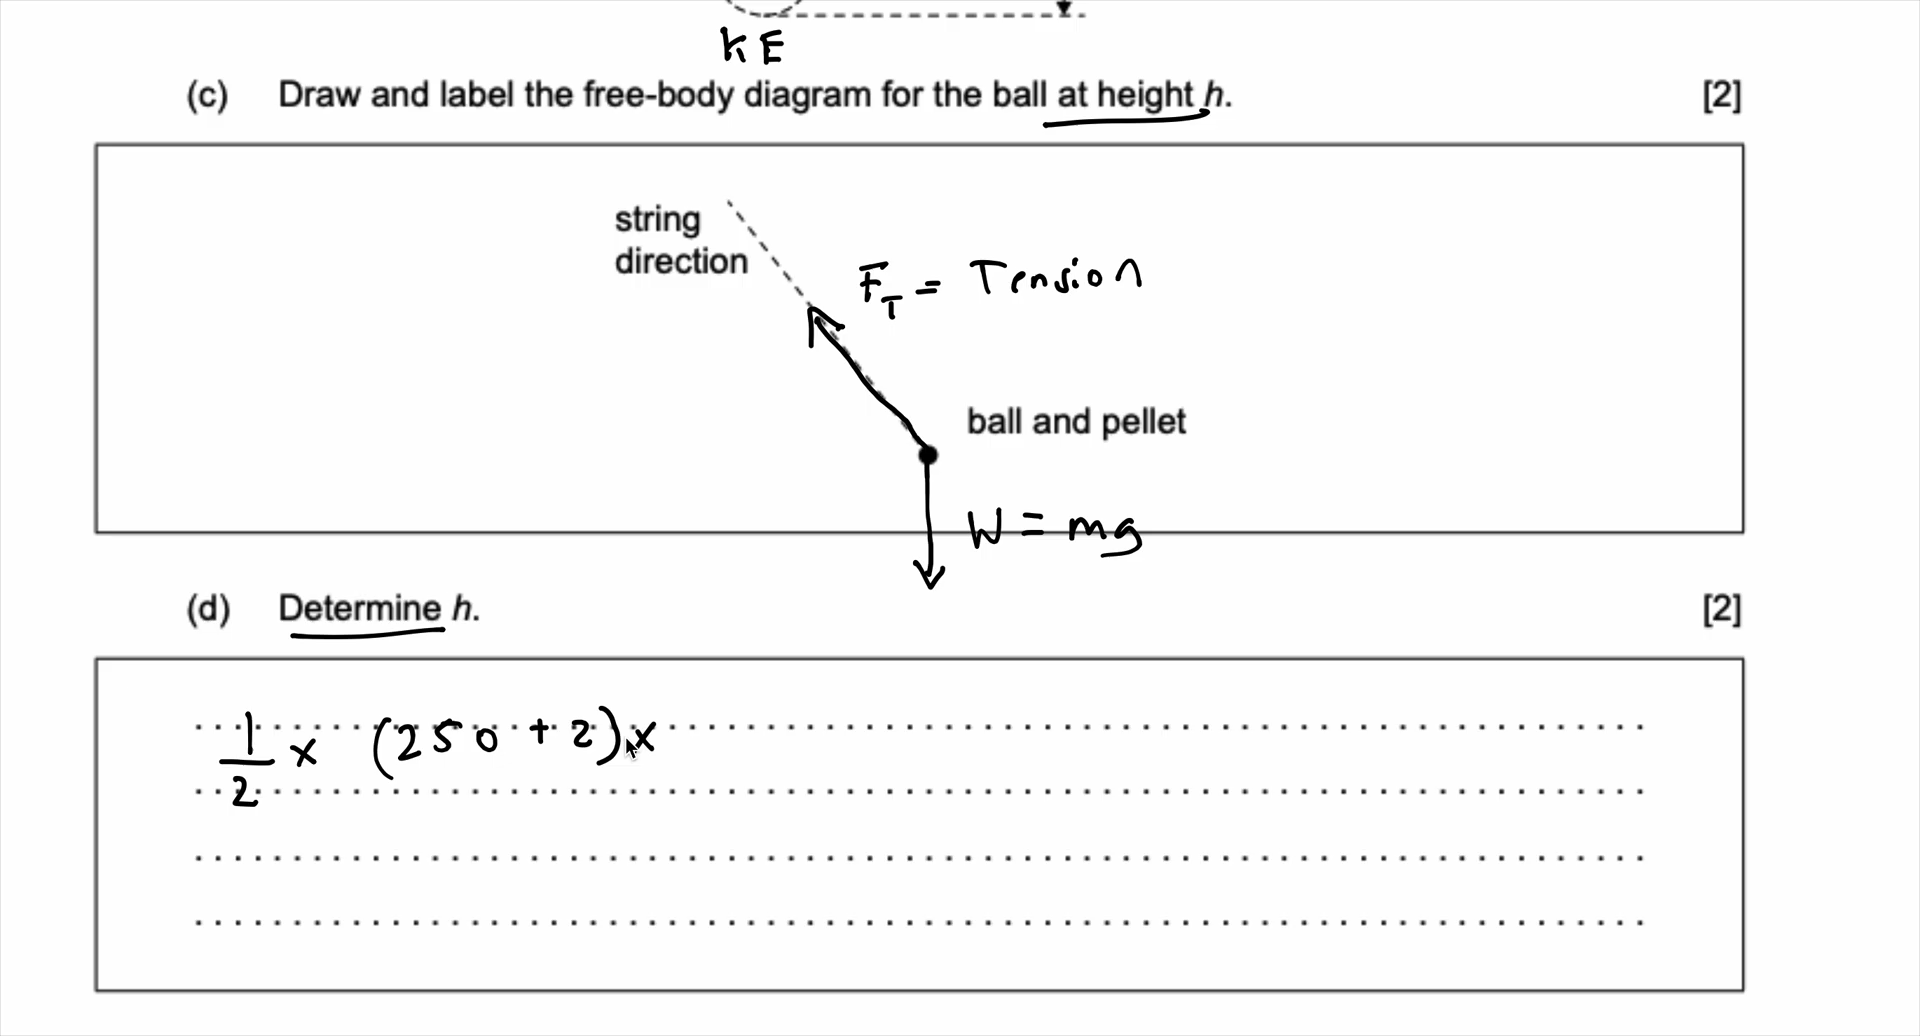 KE
(c) Draw and label the free-body diagram for the ball at height h. [2]
string
direction
F_T = Tension
ball and pellet
W = mg
(d) Determine h. [2]
1/2 x (250 + 2) x